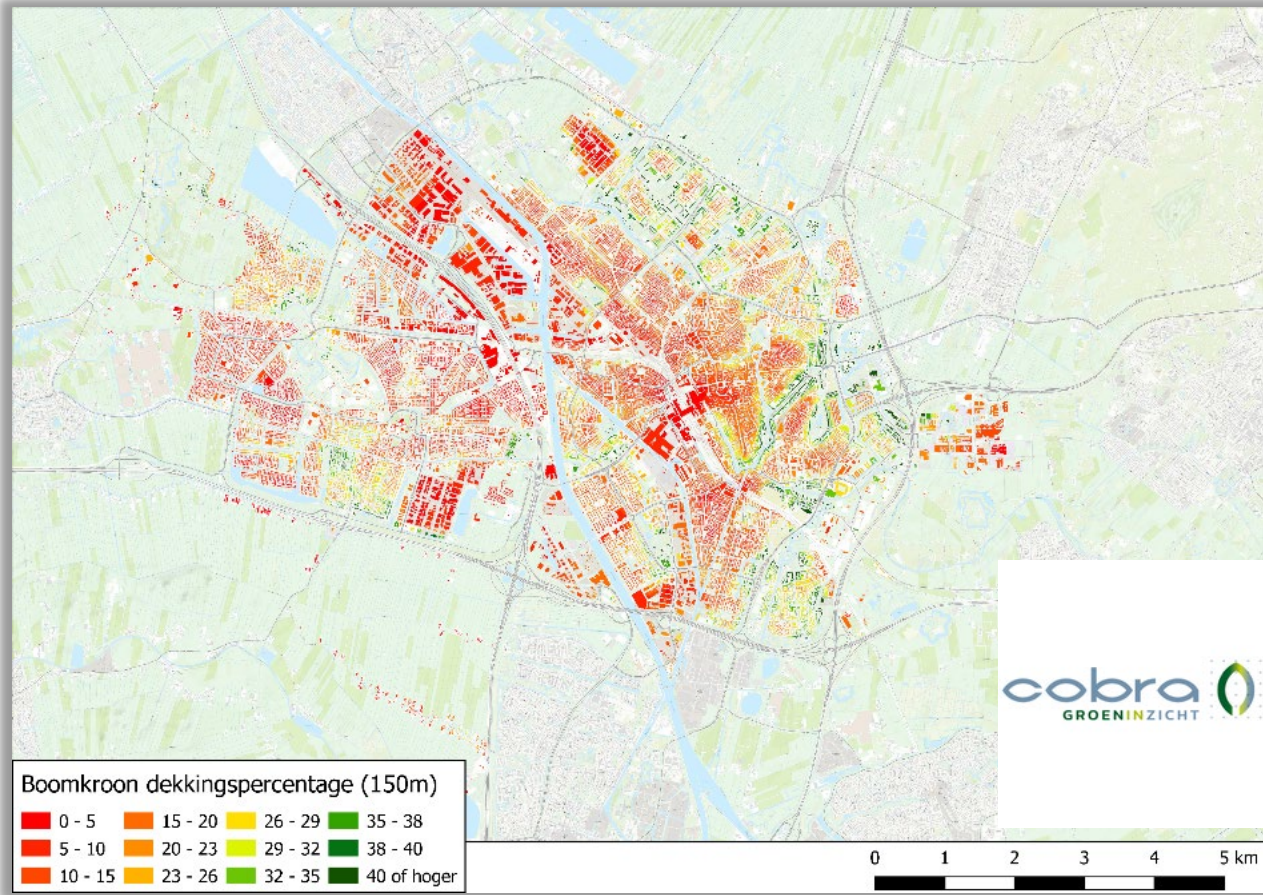 cobra
GROENINZICHT
Boomkroon dekkingspercentage (150m)
0 - 5 15 - 20 26 - 29 35 - 38
5 - 10 20 - 23 29 - 32 38 - 40
10 - 15 23 - 26 32 - 35 40 of hoger
0 1 2 3 4 5 km